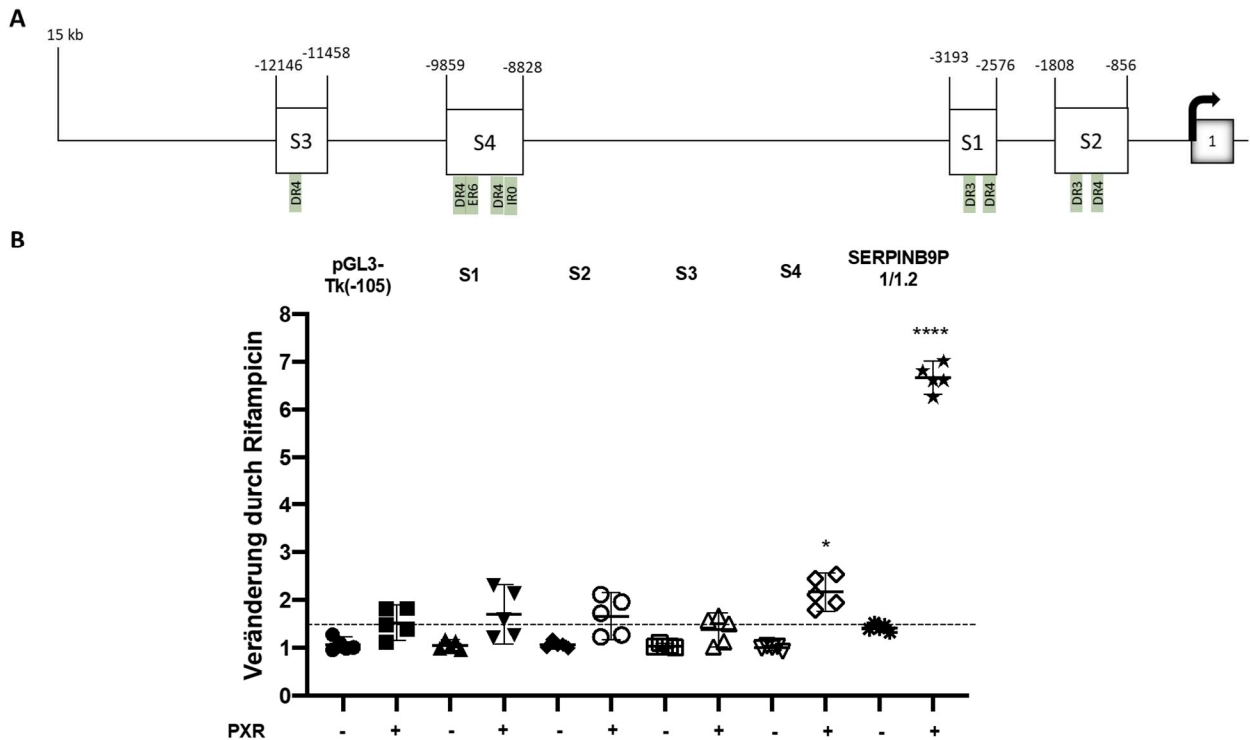 A
15 kb
-12146 -11458 -9859 -8828 -3193 -2576 -1808 -856
S3 S4 S1 S2 1
DR4 DR4 ER6 DR4 IR0 DR3 DR4 DR3 DR4
B
pGL3-
Tk(-105)
S1
S2
S3
S4
SERPINB9P
1/1.2
Veränderung durch Rifampicin
8
7
6
5
4
3
2
1
0
****
*
PXR - + - + - + - + - + - +